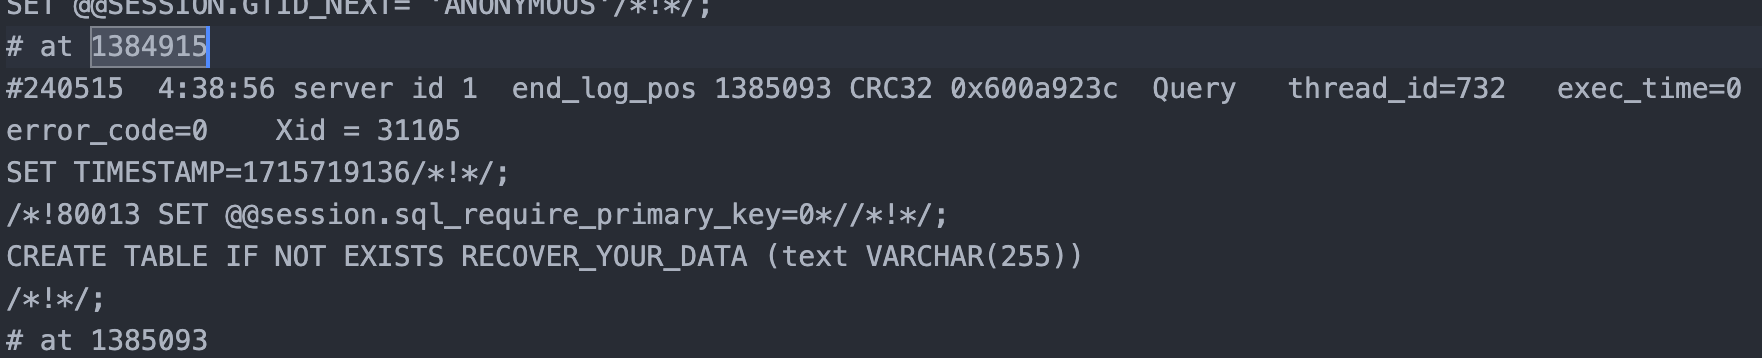 SET @@SESSION.GTID_NEXT= 'ANONYMOUS'/*!*/;
# at 1384915
#240515  4:38:56 server id 1  end_log_pos 1385093 CRC32 0x600a923c  Query   thread_id=732   exec_time=0
error_code=0    Xid = 31105
SET TIMESTAMP=1715719136/*!*/;
/*!80013 SET @@session.sql_require_primary_key=0*//*!*/;
CREATE TABLE IF NOT EXISTS RECOVER_YOUR_DATA (text VARCHAR(255))
/*!*/;
# at 1385093